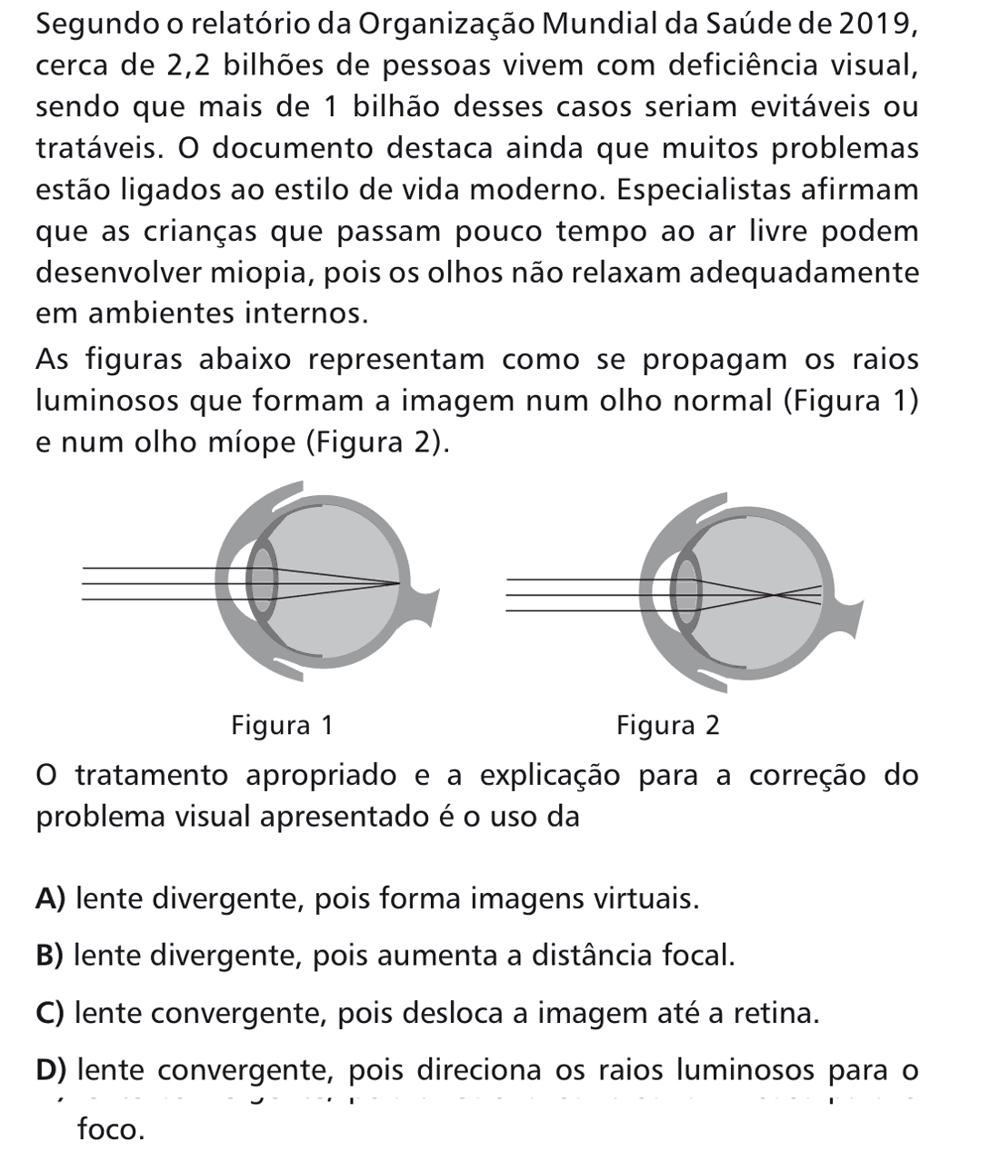 Segundo o relatório da Organização Mundial da Saúde de 2019,
cerca de 2,2 bilhões de pessoas vivem com deficiência visual,
sendo que mais de 1 bilhão desses casos seriam evitáveis ou
tratáveis. O documento destaca ainda que muitos problemas
estão ligados ao estilo de vida moderno. Especialistas afirmam
que as crianças que passam pouco tempo ao ar livre podem
desenvolver miopia, pois os olhos não relaxam adequadamente
em ambientes internos.
As figuras abaixo representam como se propagam os raios
luminosos que formam a imagem num olho normal (Figura 1)
e num olho míope (Figura 2).
Figura 1
Figura 2
O tratamento apropriado e a explicação para a correção do
problema visual apresentado é o uso da
A) lente divergente, pois forma imagens virtuais.
B) lente divergente, pois aumenta a distância focal.
C) lente convergente, pois desloca a imagem até a retina.
D) lente convergente, pois direciona os raios luminosos para o
foco.